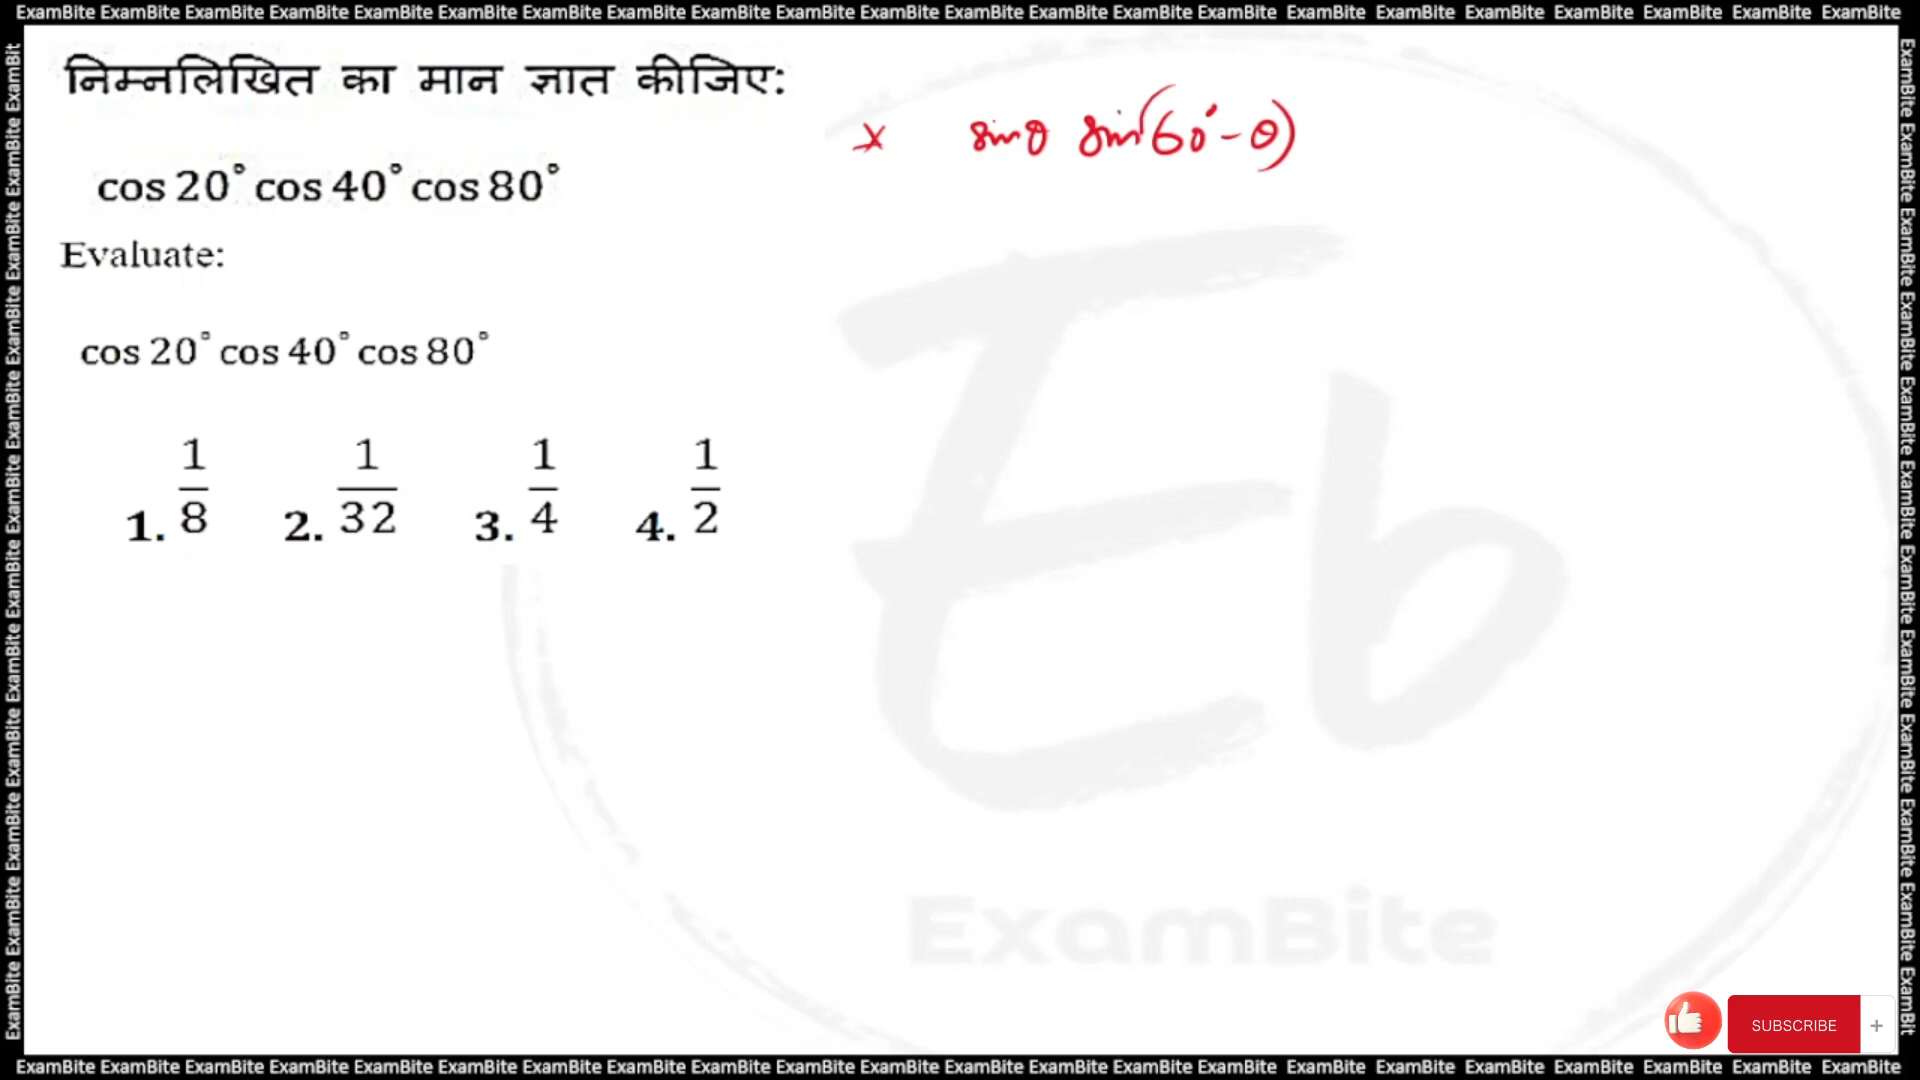 ExamBite ExamBite ExamBite ExamBite ExamBite ExamBite ExamBite ExamBite ExamBite ExamBite ExamBite ExamBite ExamBite ExamBite ExamBite ExamBite ExamBite ExamBite ExamBite ExamBite ExamBite ExamBite
निम्नलिखित का मान ज्ञात कीजिए:
× sinθ sin(60°-θ)
cos 20° cos 40° cos 80°
Evaluate:
cos 20° cos 40° cos 80°
1. 1/8 2. 1/32 3. 1/4 4. 1/2
Eb
ExamBite
SUBSCRIBE +
ExamBite ExamBite ExamBite ExamBite ExamBite ExamBite ExamBite ExamBite ExamBite ExamBite ExamBite ExamBite ExamBite ExamBite ExamBite ExamBite ExamBite ExamBite ExamBite ExamBite ExamBite ExamBite